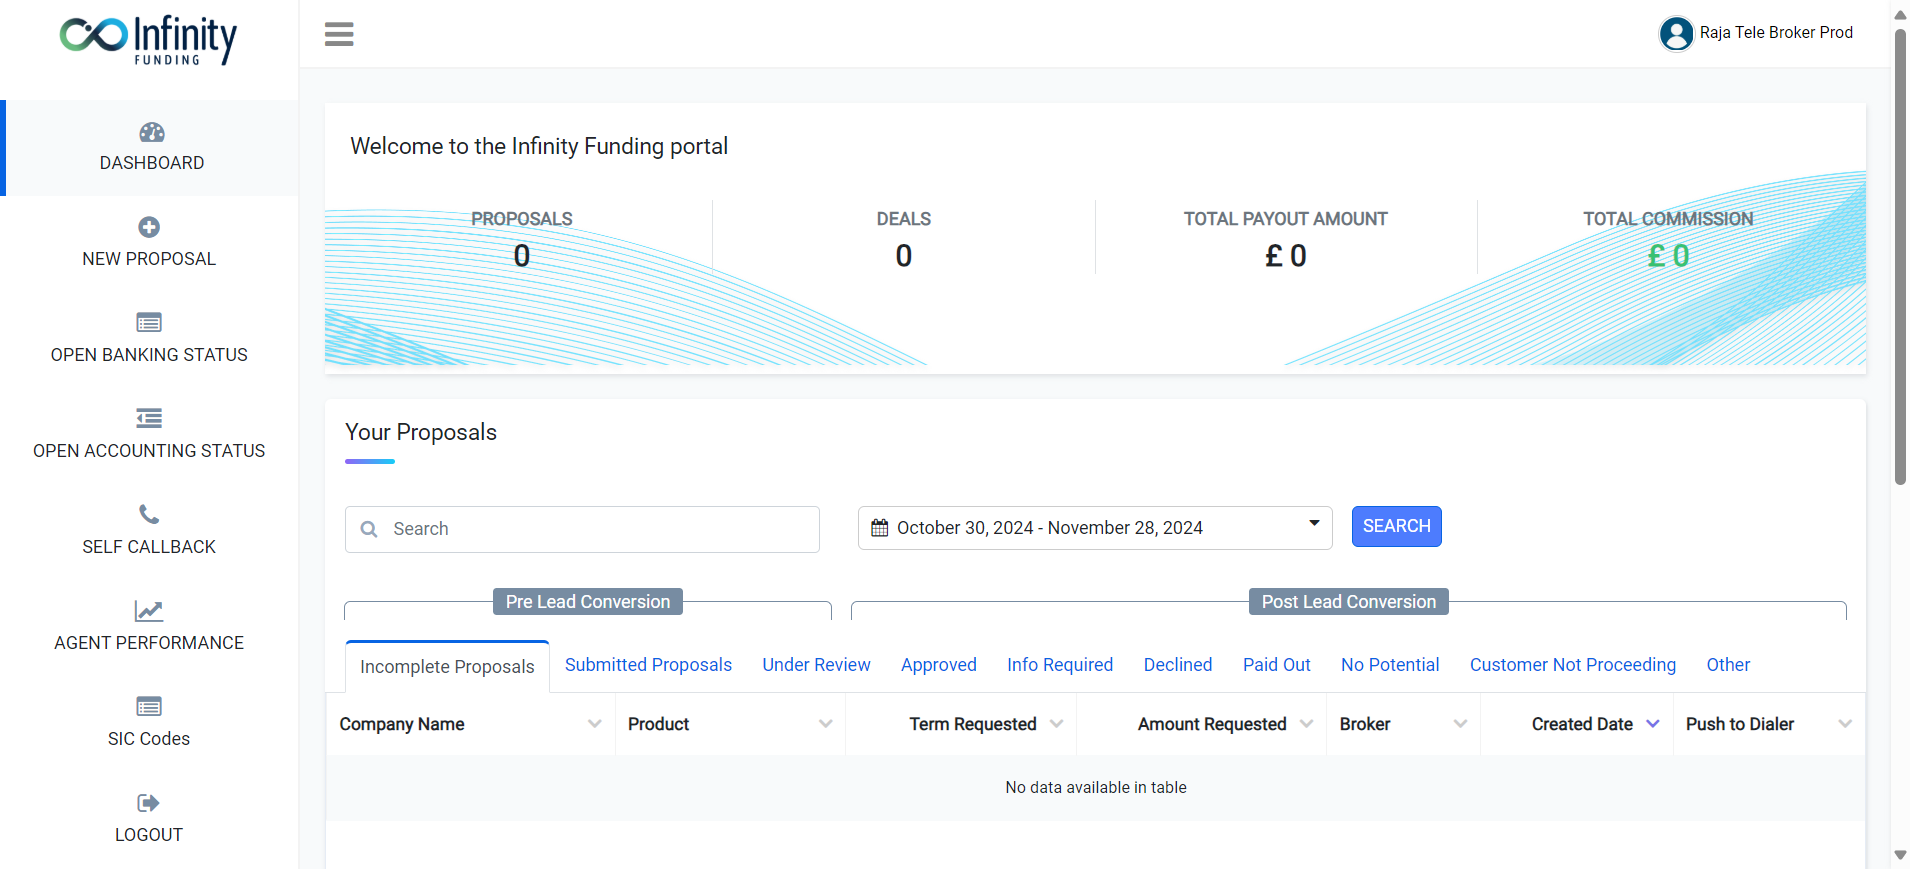 Infinity
FUNDING
Raja Tele Broker Prod
DASHBOARD
NEW PROPOSAL
OPEN BANKING STATUS
OPEN ACCOUNTING STATUS
SELF CALLBACK
AGENT PERFORMANCE
SIC Codes
LOGOUT
Welcome to the Infinity Funding portal
PROPOSALS DEALS TOTAL PAYOUT AMOUNT TOTAL COMMISSION
0 0 £ 0 £ 0
Your Proposals
Search October 30, 2024 - November 28, 2024 SEARCH
Pre Lead Conversion Post Lead Conversion
Incomplete Proposals Submitted Proposals Under Review Approved Info Required Declined Paid Out No Potential Customer Not Proceeding Other
Company Name Product Term Requested Amount Requested Broker Created Date Push to Dialer
No data available in table